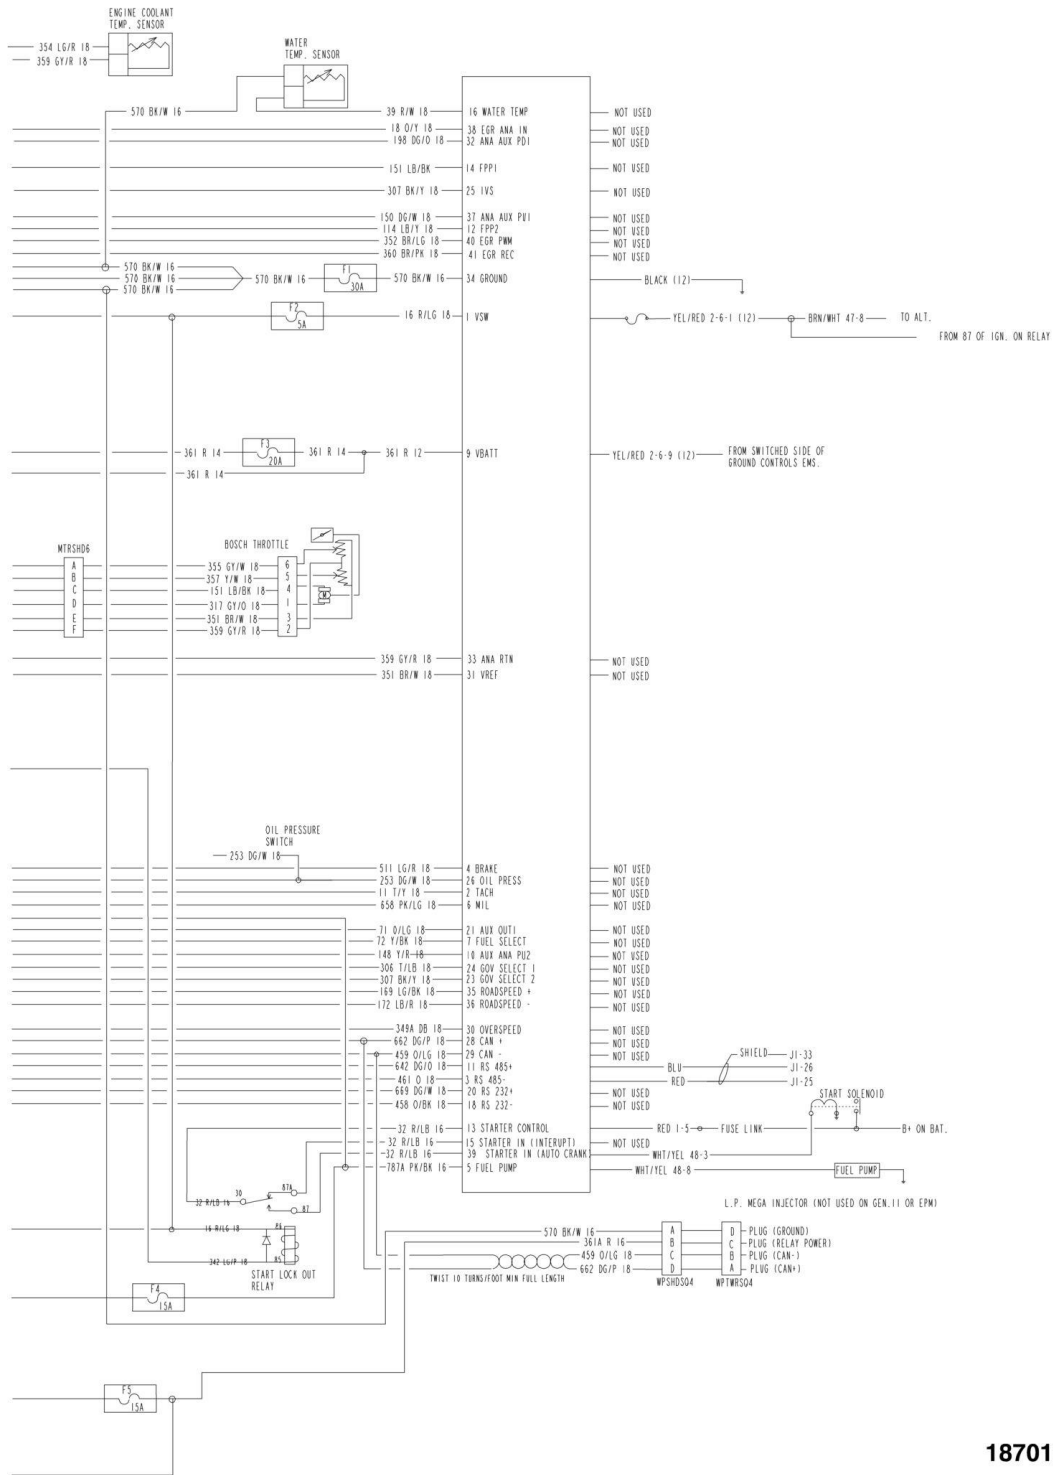 ENGINE COOLANT
TEMP. SENSOR
354 LG/R 18
359 GY/R 18
WATER
TEMP. SENSOR
570 BK/W 16
39 R/W 18
16 WATER TEMP
NOT USED
18 O/Y 18
38 EGR ANA IN
NOT USED
198 DG/O 18
32 ANA AUX PD1
NOT USED
151 LB/BK
14 FPP1
NOT USED
307 BK/Y 18
25 IVS
NOT USED
150 DG/W 18
37 ANA AUX PU1
NOT USED
114 LB/Y 18
12 FPP2
NOT USED
352 BR/LG 18
40 EGR PWM
NOT USED
360 BR/PK 18
41 EGR REC
NOT USED
570 BK/W 16
570 BK/W 16
570 BK/W 16
570 BK/W 16
F1
30A
570 BK/W 16
34 GROUND
BLACK (12)
F2
5A
16 R/LG 18
1 VSW
YEL/RED 2-6-1 (12)
BRN/WHT 47-8
TO ALT.
FROM 87 OF IGN. ON RELAY
361 R 14
F3
20A
361 R 14
361 R 12
9 VBATT
YEL/RED 2-6-9 (12)
FROM SWITCHED SIDE OF
GROUND CONTROLS EMS.
361 R 14
MTRSHD6
BOSCH THROTTLE
A
355 GY/W 18
6
B
357 Y/W 18
5
C
151 LB/BK 18
4
M
D
317 GY/O 18
1
E
351 BR/W 18
3
F
359 GY/R 18
2
359 GY/R 18
33 ANA RTN
NOT USED
351 BR/W 18
31 VREF
NOT USED
OIL PRESSURE
SWITCH
253 DG/W 18
511 LG/R 18
4 BRAKE
NOT USED
253 DG/W 18
26 OIL PRESS
NOT USED
11 T/Y 18
2 TACH
NOT USED
658 PK/LG 18
6 MIL
NOT USED
71 O/LG 18
21 AUX OUT1
NOT USED
72 Y/BK 18
7 FUEL SELECT
NOT USED
148 Y/R 18
10 AUX ANA PU2
NOT USED
306 T/LB 18
24 GOV SELECT 1
NOT USED
307 BK/Y 18
23 GOV SELECT 2
NOT USED
169 LG/BK 18
35 ROADSPEED +
NOT USED
172 LB/R 18
36 ROADSPEED -
NOT USED
349A DB 18
30 OVERSPEED
NOT USED
662 DG/P 18
28 CAN +
NOT USED
459 O/LG 18
29 CAN -
NOT USED
SHIELD
J1-33
642 DG/O 18
11 RS 485+
BLU
J1-26
461 O 18
3 RS 485-
RED
J1-25
669 DG/W 18
20 RS 232+
NOT USED
START SOLENOID
458 O/BK 18
18 RS 232-
NOT USED
32 R/LB 16
13 STARTER CONTROL
RED 1-5
FUSE LINK
B+ ON BAT.
32 R/LB 16
15 STARTER IN (INTERUPT)
NOT USED
32 R/LB 16
39 STARTER IN (AUTO CRANK)
WHT/YEL 48-3
787A PK/BK 16
5 FUEL PUMP
WHT/YEL 48-8
FUEL PUMP
87A
30
32 R/LB 16
87
L.P. MEGA INJECTOR (NOT USED ON GEN.II OR EPM)
16 R/LG 18
86
342 LG/P 18
85
START LOCK OUT
RELAY
570 BK/W 16
A
D
PLUG (GROUND)
361A R 16
B
C
PLUG (RELAY POWER)
459 O/LG 18
C
B
PLUG (CAN-)
662 DG/P 18
D
A
PLUG (CAN+)
TWIST 10 TURNS/FOOT MIN FULL LENGTH
WPSHDSQ4
WPTWRSQ4
F4
15A
F5
15A
18701